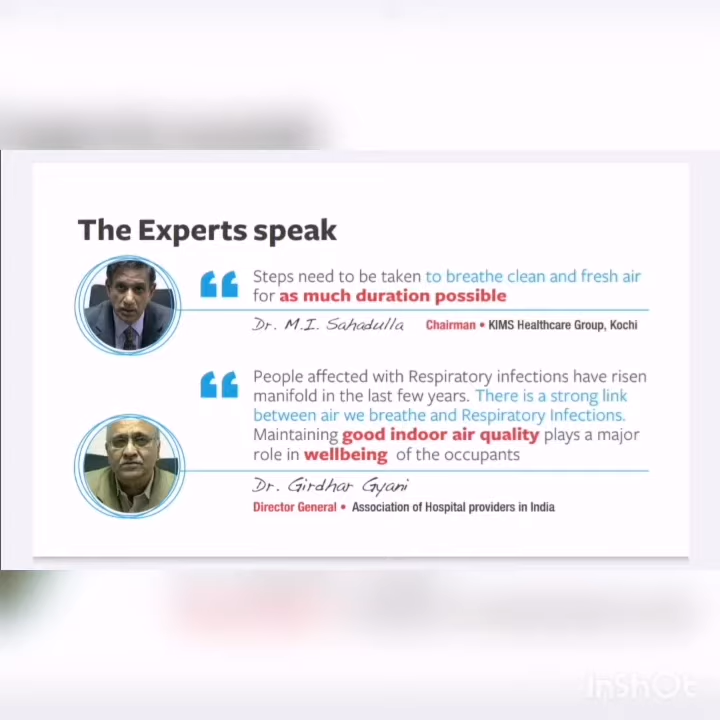 The Experts speak
Steps need to be taken to breathe clean and fresh air
for as much duration possible
Dr. M.I. Sahadulla Chairman • KIMS Healthcare Group, Kochi
People affected with Respiratory infections have risen
manifold in the last few years. There is a strong link
between air we breathe and Respiratory Infections.
Maintaining good indoor air quality plays a major
role in wellbeing of the occupants
Dr. Girdhar Gyani
Director General • Association of Hospital providers in India
InShOt